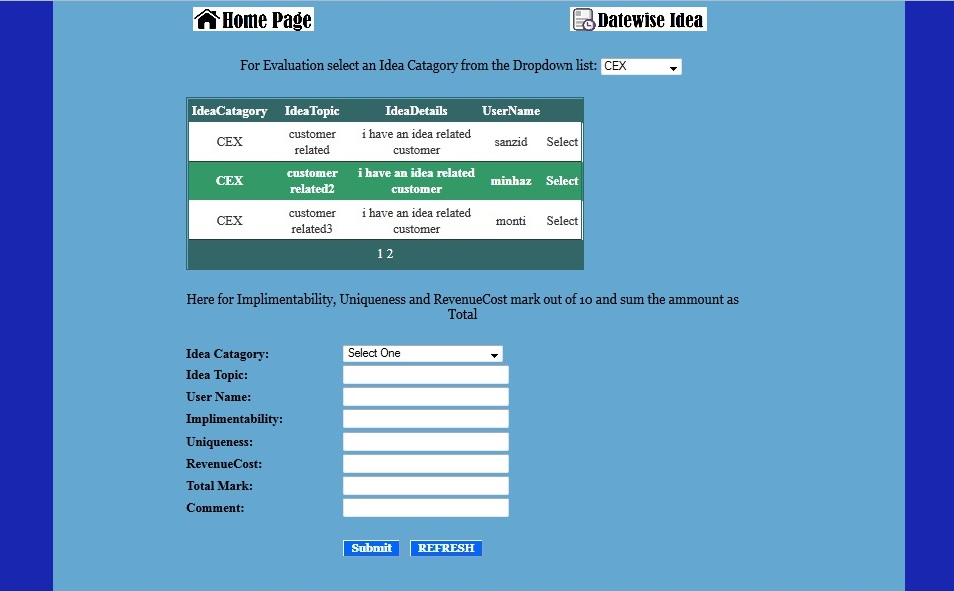 Home Page Datewise Idea
For Evaluation select an Idea Catagory from the Dropdown list: CEX
IdeaCatagory IdeaTopic IdeaDetails UserName
CEX customer related i have an idea related customer sanzid Select
CEX customer related2 i have an idea related customer minhaz Select
CEX customer related3 i have an idea related customer monti Select
1 2
Here for Implimentability, Uniqueness and RevenueCost mark out of 10 and sum the ammount as
Total
Idea Catagory: Select One
Idea Topic:
User Name:
Implimentability:
Uniqueness:
RevenueCost:
Total Mark:
Comment:
Submit REFRESH